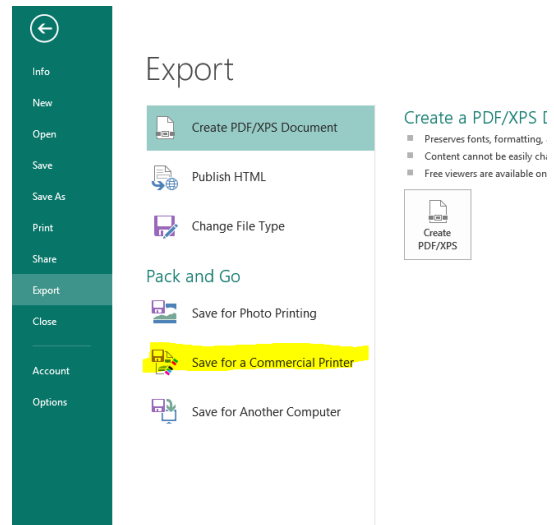 Info
New
Open
Save
Save As
Print
Share
Export
Close
Account
Options
Export
Create PDF/XPS Document
Publish HTML
Change File Type
Pack and Go
Save for Photo Printing
Save for a Commercial Printer
Save for Another Computer
Create a PDF/XPS
Preserves fonts, formatting,
Content cannot be easily
Free viewers are available on
Create
PDF/XPS